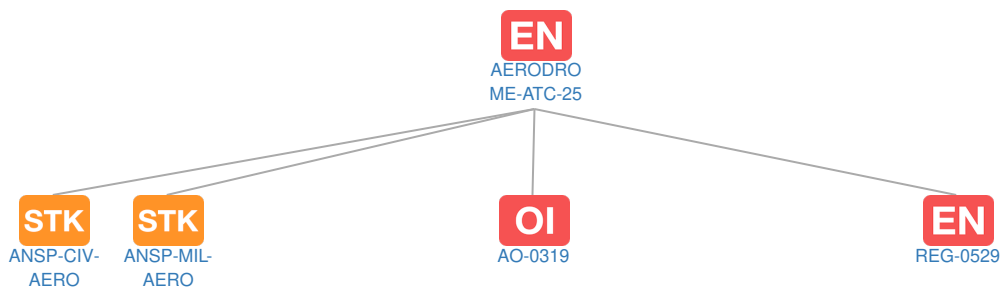 EN
AERODRO
ME-ATC-25
STK
ANSP-CIV-
AERO
STK
ANSP-MIL-
AERO
OI
AO-0319
EN
REG-0529